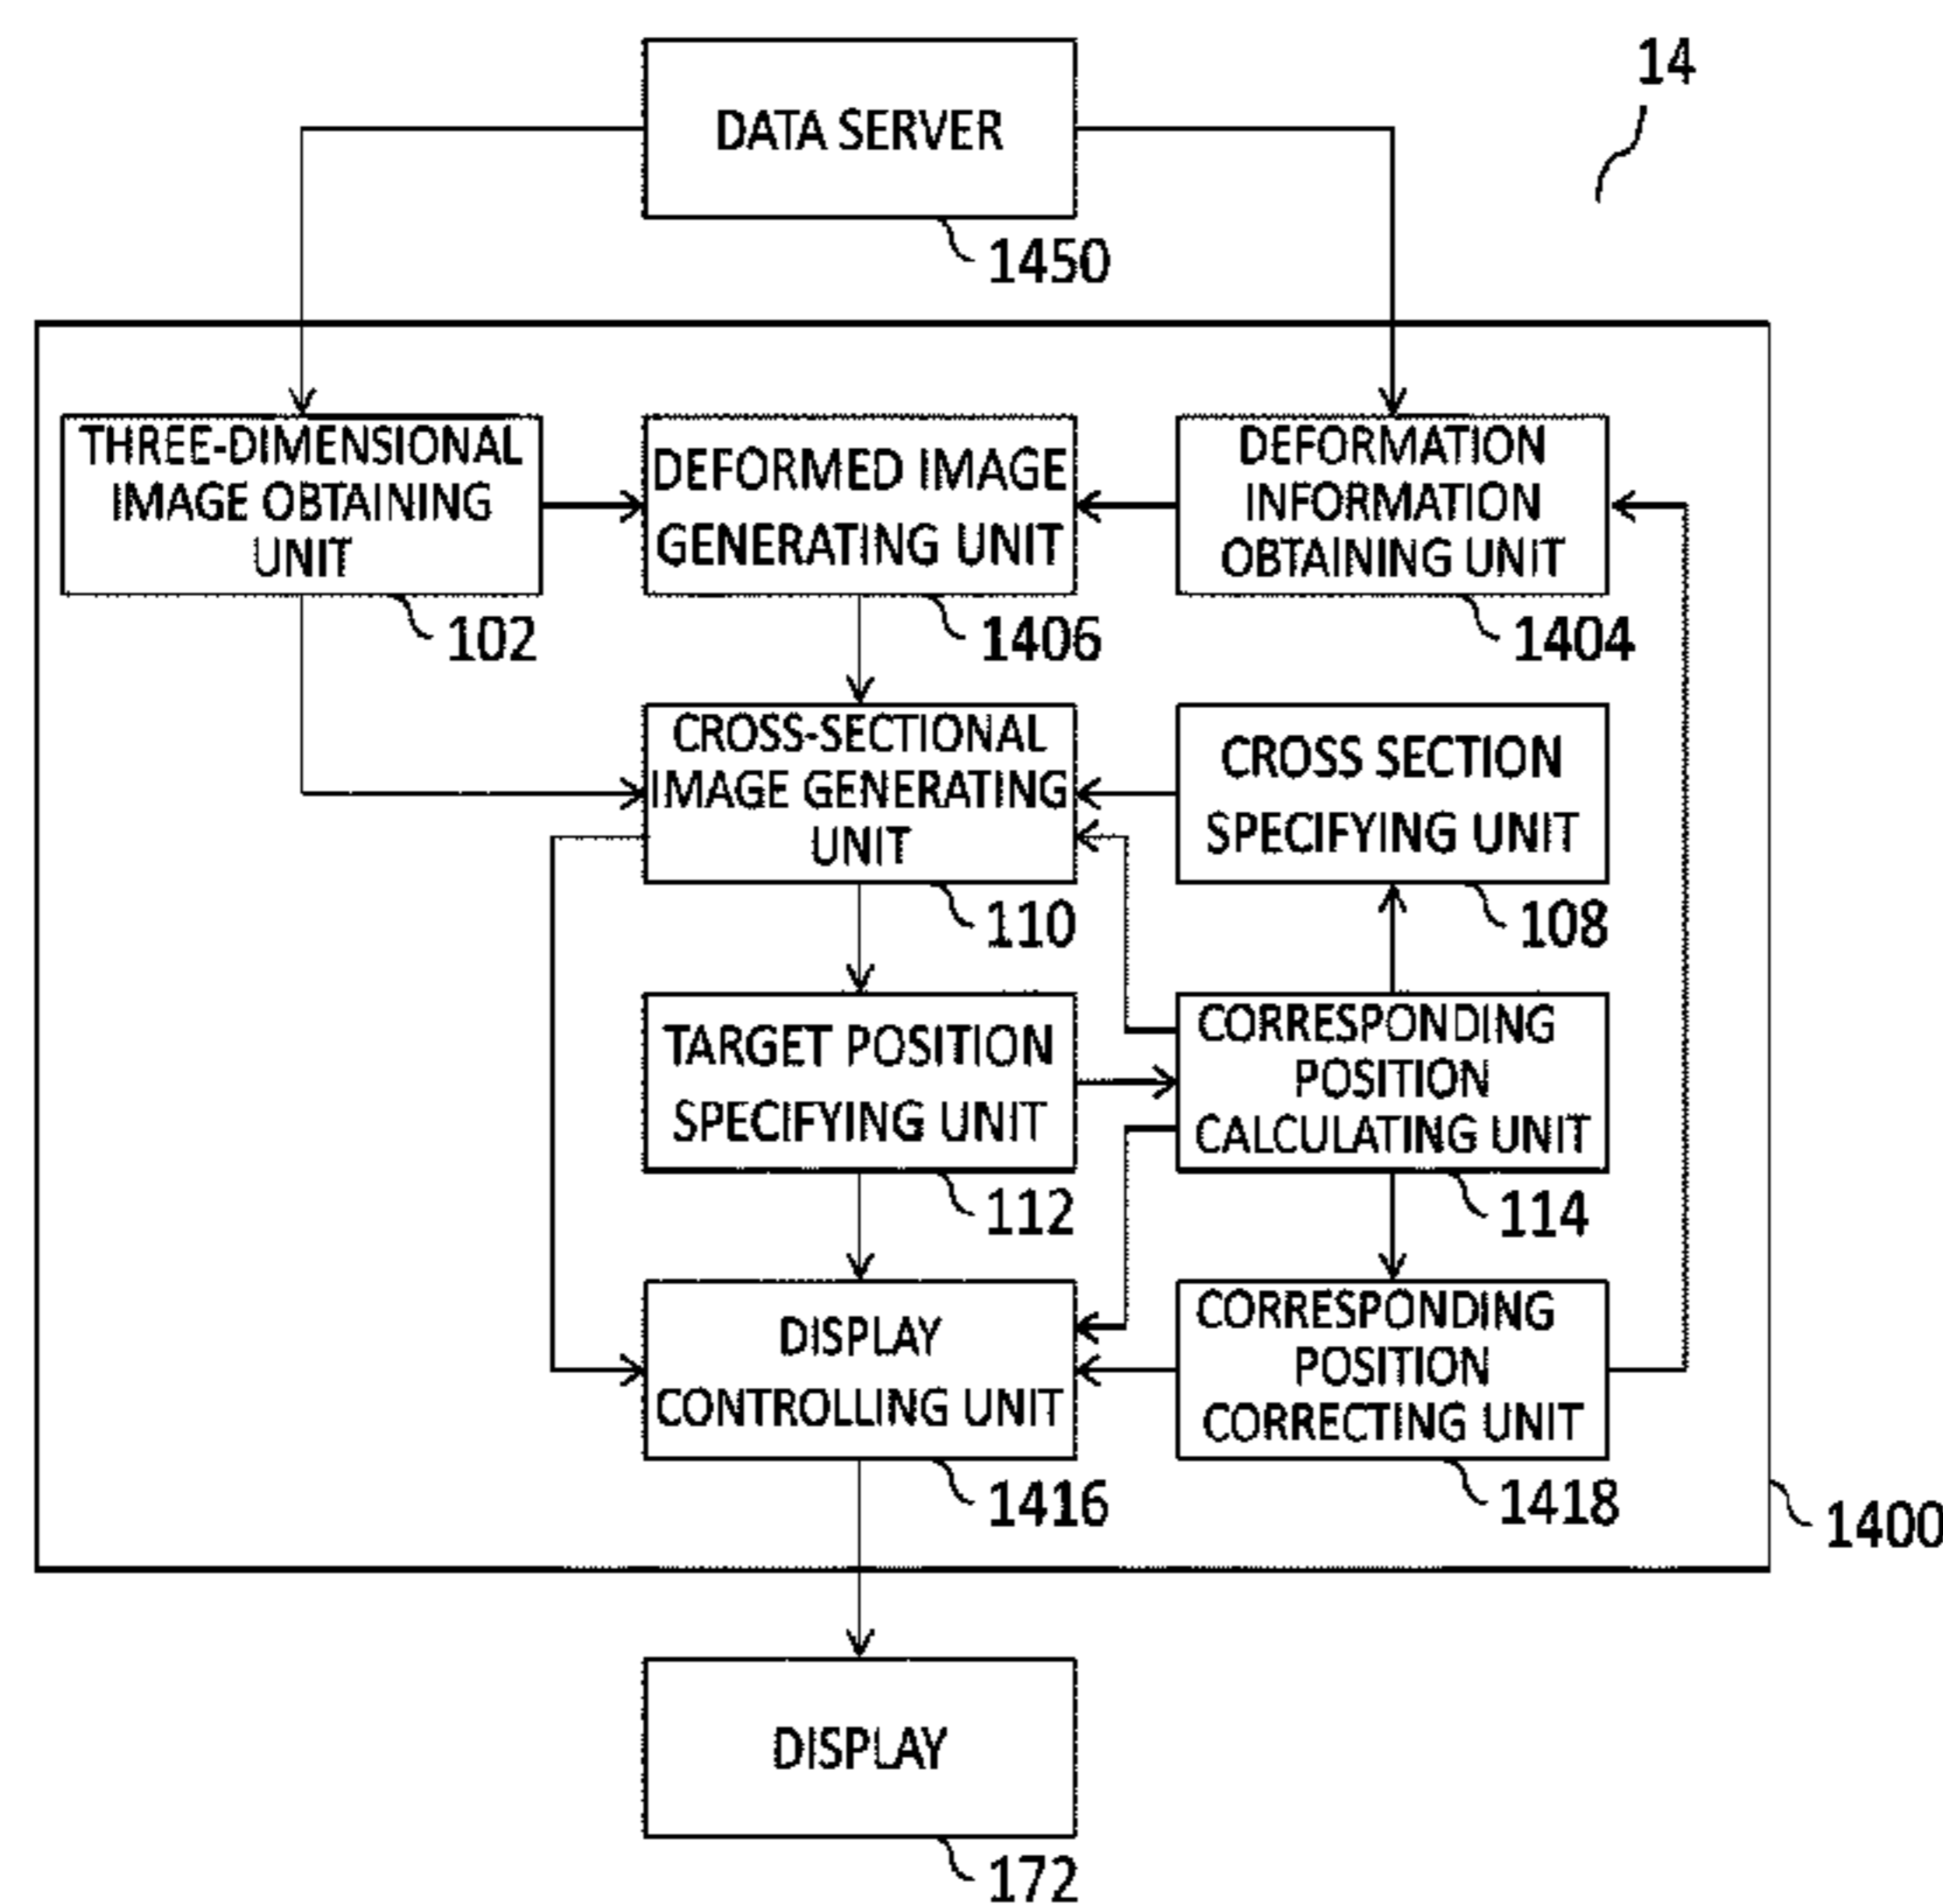 14
DATA SERVER
1450
THREE-DIMENSIONAL
IMAGE OBTAINING
UNIT
102
DEFORMED IMAGE
GENERATING UNIT
1406
DEFORMATION
INFORMATION
OBTAINING UNIT
1404
CROSS-SECTIONAL
IMAGE GENERATING
UNIT
110
CROSS SECTION
SPECIFYING UNIT
108
TARGET POSITION
SPECIFYING UNIT
112
CORRESPONDING
POSITION
CALCULATING UNIT
114
DISPLAY
CONTROLLING UNIT
1416
CORRESPONDING
POSITION
CORRECTING UNIT
1418
1400
DISPLAY
172